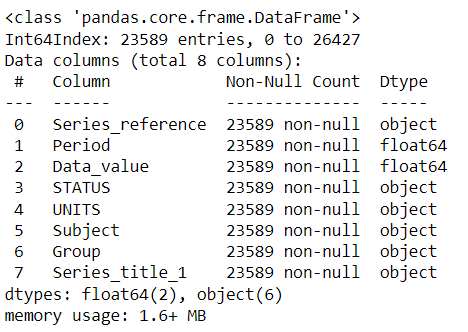 <class 'pandas.core.frame.DataFrame'>
Int64Index: 23589 entries, 0 to 26427
Data columns (total 8 columns):
 #   Column            Non-Null Count  Dtype
---  ------            --------------  -----
 0   Series_reference  23589 non-null  object
 1   Period            23589 non-null  float64
 2   Data_value        23589 non-null  float64
 3   STATUS            23589 non-null  object
 4   UNITS             23589 non-null  object
 5   Subject           23589 non-null  object
 6   Group             23589 non-null  object
 7   Series_title_1    23589 non-null  object
dtypes: float64(2), object(6)
memory usage: 1.6+ MB